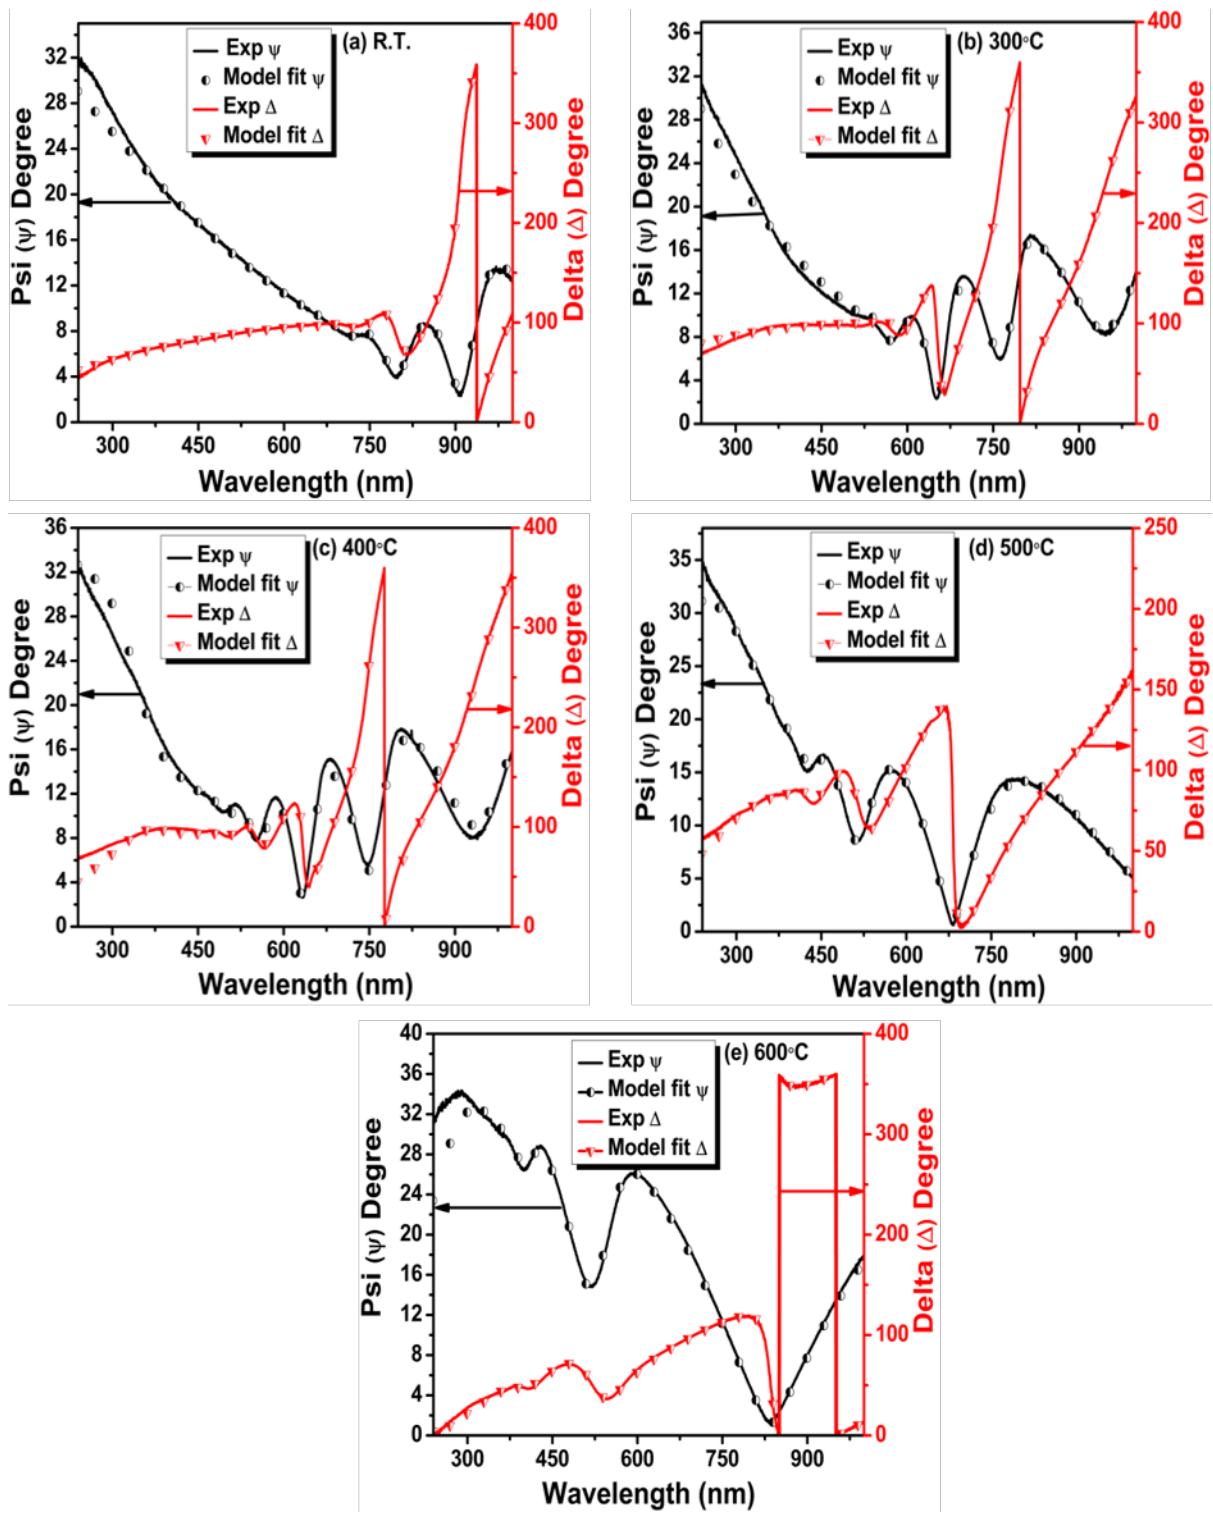 (a) R.T.
Exp ψ
Model fit ψ
Exp Δ
Model fit Δ
Psi (ψ) Degree
Delta (Δ) Degree
Wavelength (nm)
0 4 8 12 16 20 24 28 32
300 450 600 750 900
0 100 200 300 400
(b) 300°C
Exp ψ
Model fit ψ
Exp Δ
Model fit Δ
Psi (ψ) Degree
Delta (Δ) Degree
Wavelength (nm)
0 4 8 12 16 20 24 28 32 36
300 450 600 750 900
0 100 200 300 400
(c) 400°C
Exp ψ
Model fit ψ
Exp Δ
Model fit Δ
Psi (ψ) Degree
Delta (Δ) Degree
Wavelength (nm)
0 4 8 12 16 20 24 28 32 36
300 450 600 750 900
0 100 200 300 400
(d) 500°C
Exp ψ
Model fit ψ
Exp Δ
Model fit Δ
Psi (ψ) Degree
Delta (Δ) Degree
Wavelength (nm)
0 5 10 15 20 25 30 35
300 450 600 750 900
0 50 100 150 200 250
(e) 600°C
Exp ψ
Model fit ψ
Exp Δ
Model fit Δ
Psi (ψ) Degree
Delta (Δ) Degree
Wavelength (nm)
0 4 8 12 16 20 24 28 32 36 40
300 450 600 750 900
0 100 200 300 400